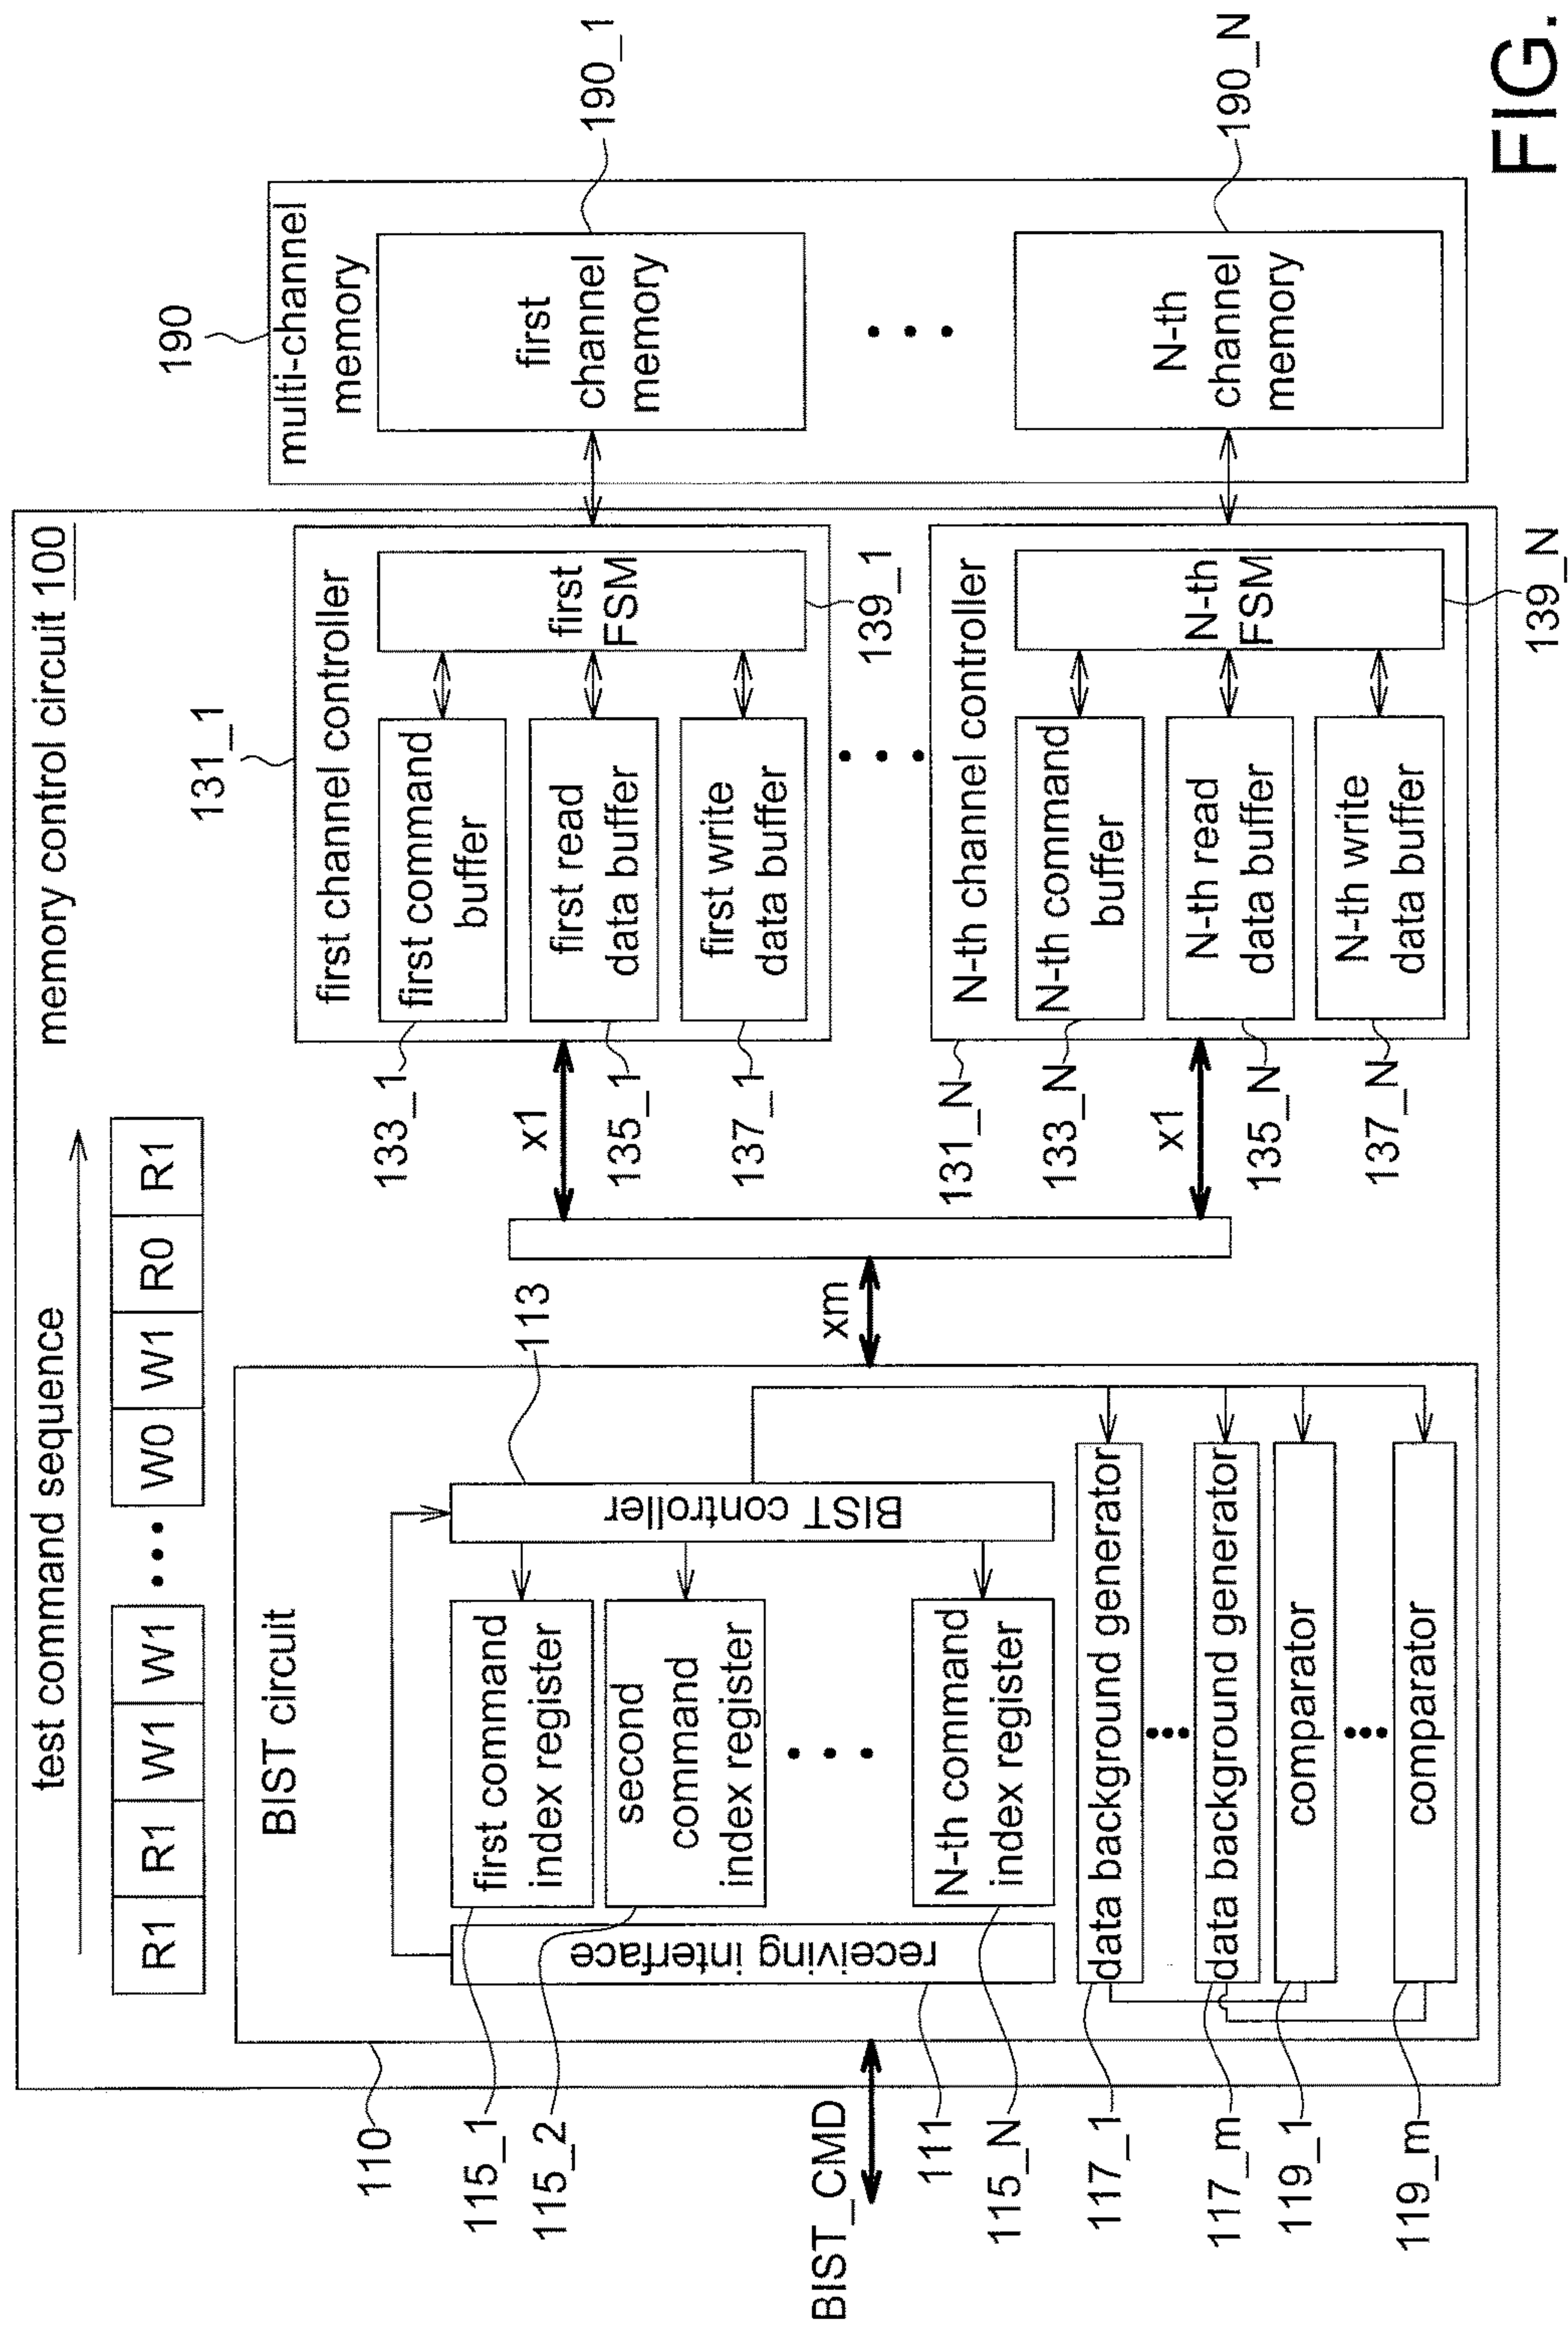 memory control circuit 100
test command sequence
R1 R1 W1 W1 W0 W1 R0 R1
BIST circuit
110
receiving interface
111
BIST controller
113
first command
index register
115_1
second
command
index register
115_2
N-th command
index register
115_N
data background generator
117_1
data background generator
117_m
comparator
119_1
comparator
119_m
BIST_CMD
xm
x1
x1
131_1
first channel controller
first command
buffer
133_1
first read
data buffer
135_1
first write
data buffer
137_1
first
FSM
139_1
131_N
N-th channel controller
N-th command
buffer
133_N
N-th read
data buffer
135_N
N-th write
data buffer
137_N
N-th
FSM
139_N
190
multi-channel
memory
first
channel
memory
190_1
N-th
channel
memory
190_N
FIG.